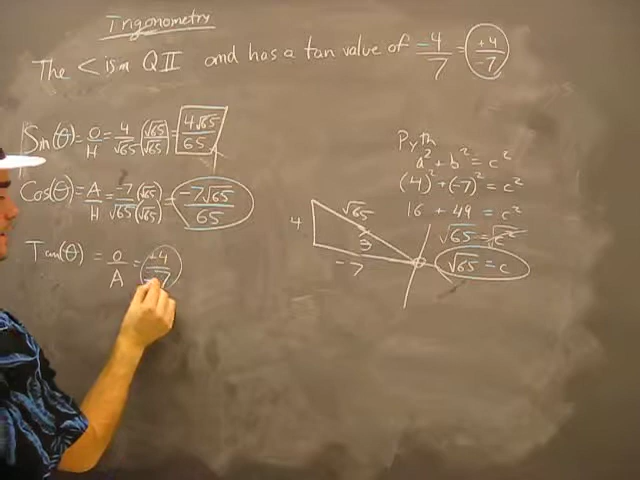 Trigonometry
The < is in QII and has a tan value of -4/7 = +4/-7
Sin(θ) = O/H = 4/√65 (√65/√65) = 4√65/65
Cos(θ) = A/H = -7/√65 (√65/√65) = -7√65/65
Tan(θ) = O/A = +4/-7
Pyth
a² + b² = c²
(4)² + (-7)² = c²
16 + 49 = c²
√65 = √c²
√65 = c
√65
4
-7